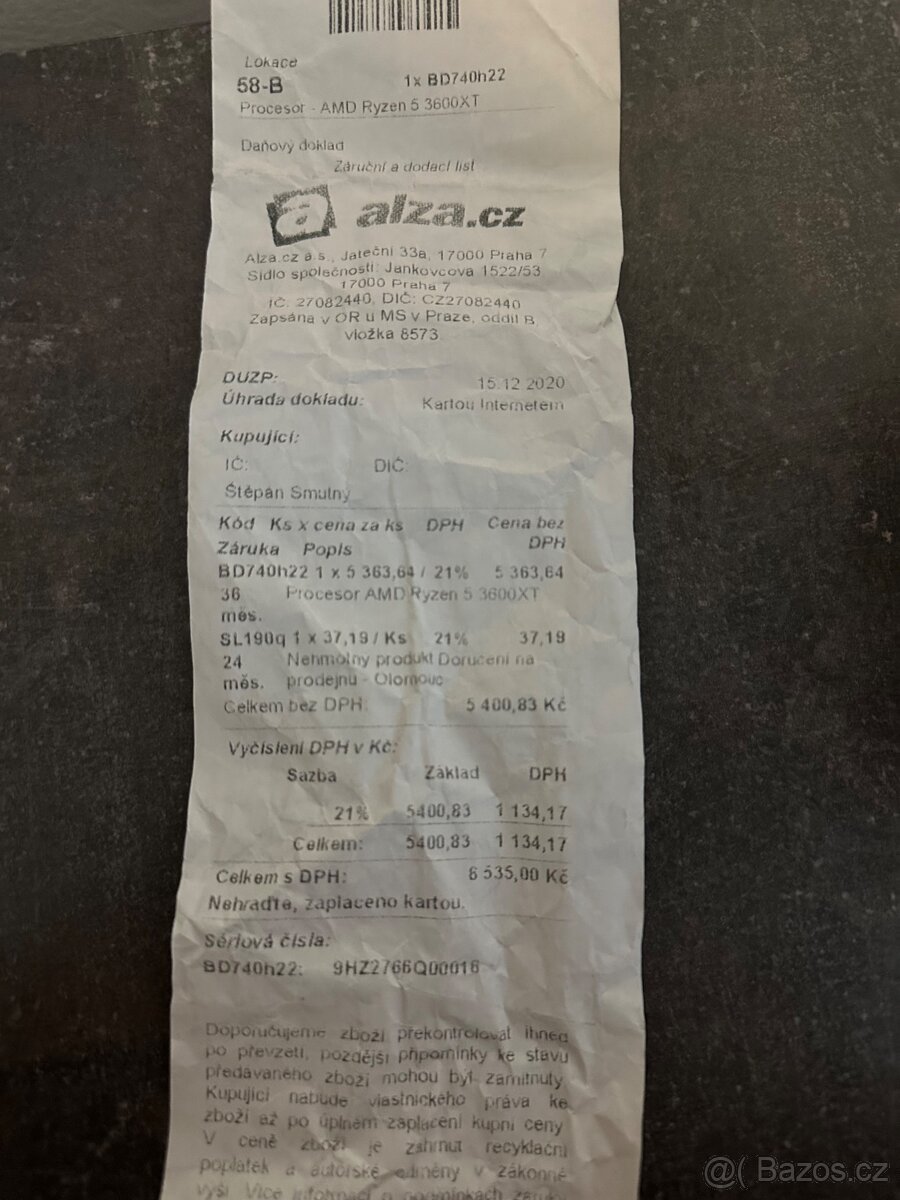 Lokace
58-B 1x BD740h22
Procesor - AMD Ryzen 5 3600XT
Daňový doklad
Záruční a dodací list
a alza.cz
Alza.cz a.s., Jateční 33a, 17000 Praha 7
Sídlo společnosti: Jankovcova 1522/53
17000 Praha 7
IČ: 27082440, DIČ: CZ27082440
Zapsána v OR u MS v Praze, oddíl B,
vložka 8573
DUZP: 15.12.2020
Úhrada dokladu: Kartou Internetem
Kupující:
IČ: DIČ:
Štěpán Smutný
Kód Ks x cena za ks DPH Cena bez
DPH
Záruka Popis
BD740h22 1 x 5 363,64 / 21% 5 363,64
36 Procesor AMD Ryzen 5 3600XT
měs.
SL190q 1 x 37,19 / Ks 21% 37,19
24 Nehmotný produkt Doručení na
měs. prodejnu - Olomouc
Celkem bez DPH: 5 400,83 Kč
Vyčíslení DPH v Kč:
Sazba Základ DPH
21% 5400,83 1 134,17
Celkem: 5400,83 1 134,17
Celkem s DPH: 6 535,00 Kč
Nehraďte, zaplaceno kartou.
Sériová čísla:
BD740h22: 9HZ2766Q00016
Doporučujeme zboží překontrolovat ihned
po převzetí, pozdější připomínky ke stavu
předávaného zboží mohou být zamítnuty.
Kupující nabude vlastnického práva ke
zboží až po úplném zaplacení kupní ceny.
V ceně zboží je zahrnut recyklační
poplatek a autorské odměny v zákonné
výši. Více informací o podmínkách
@( Bazos.cz